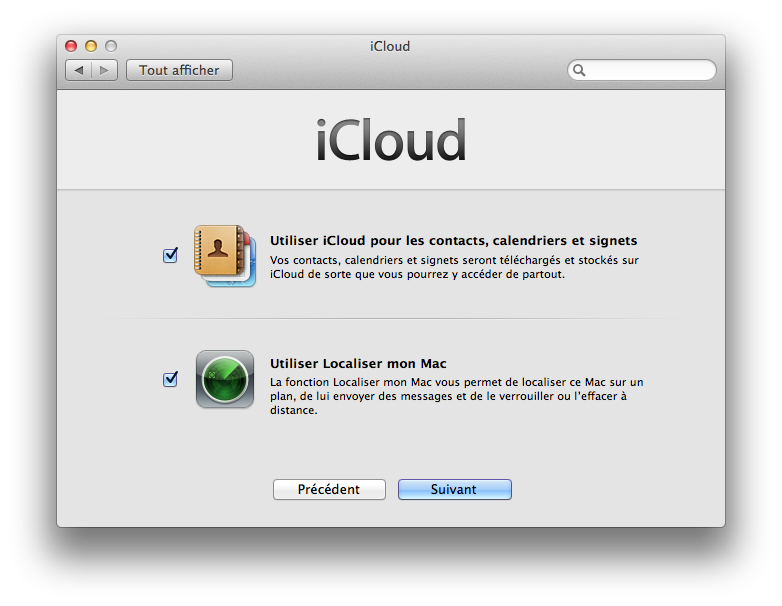 iCloud
Tout afficher
iCloud
Utiliser iCloud pour les contacts, calendriers et signets
Vos contacts, calendriers et signets seront téléchargés et stockés sur
iCloud de sorte que vous pourrez y accéder de partout.
Utiliser Localiser mon Mac
La fonction Localiser mon Mac vous permet de localiser ce Mac sur un
plan, de lui envoyer des messages et de le verrouiller ou l’effacer à
distance.
Précédent
Suivant